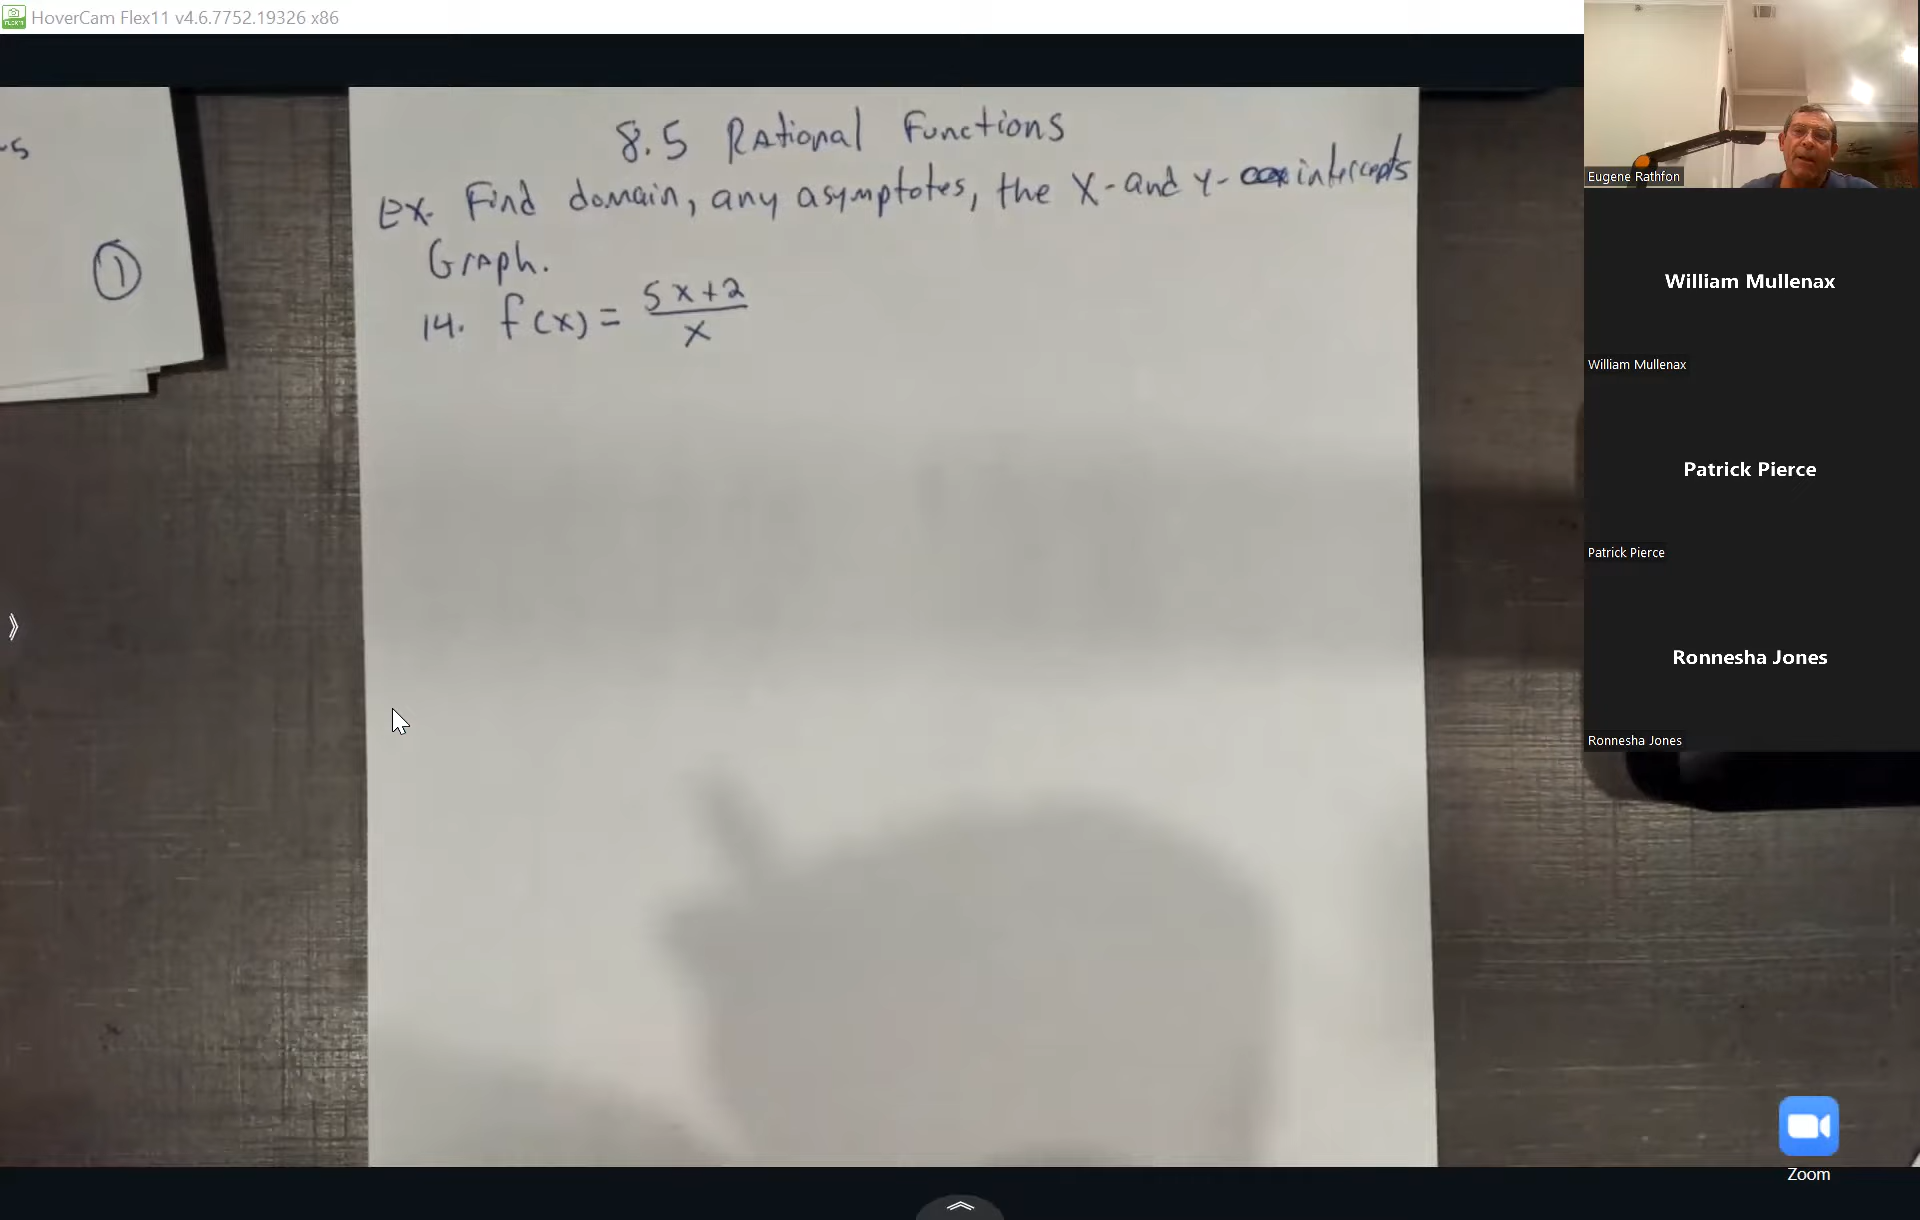 HoverCam Flex11 v4.6.7752.19326 x86
8.5 Rational Functions
Ex. Find domain, any asymptotes, the x-and y- intercepts
Graph.
14. f(x) = 5x+2
x
1
Eugene Rathfon
William Mullenax
William Mullenax
Patrick Pierce
Patrick Pierce
Ronnesha Jones
Ronnesha Jones
Zoom